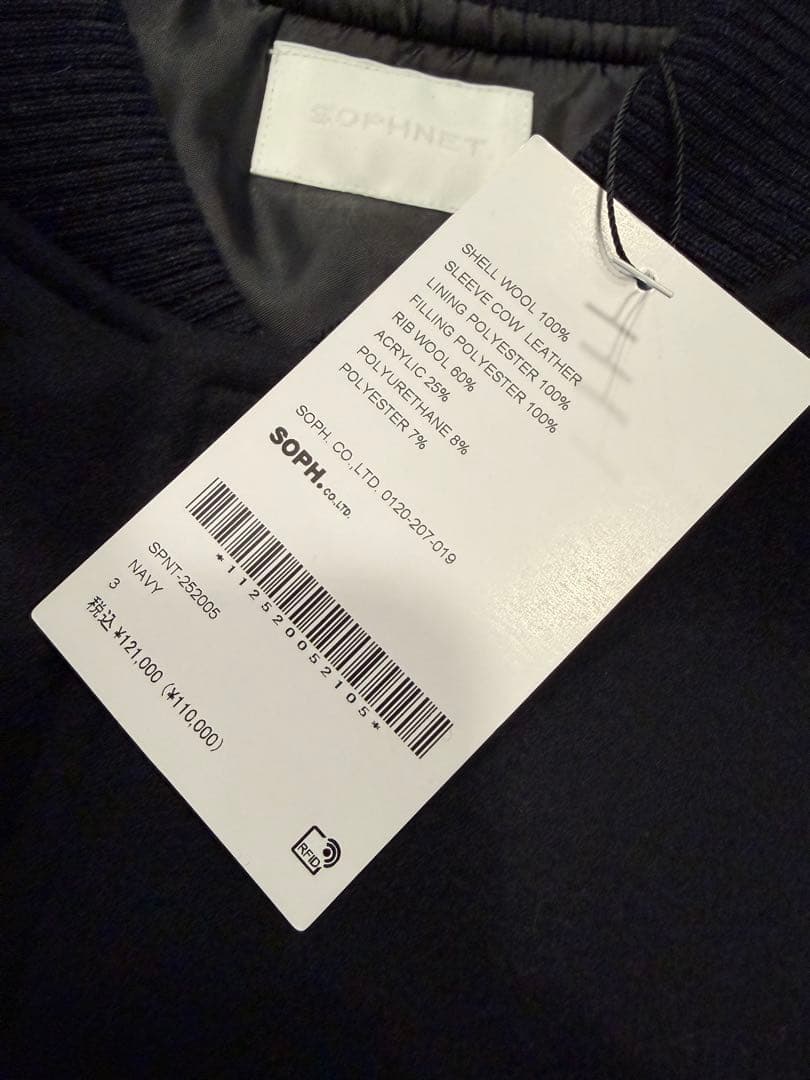 SOPHNET.
SHELL WOOL 100%
SLEEVE COW LEATHER
LINING POLYESTER 100%
FILLING POLYESTER 100%
RIB WOOL 60%
ACRYLIC 25%
POLYURETHANE 8%
POLYESTER 7%
SOPH. CO.,LTD. 0120-207-019
SOPH. CO.,LTD.
*112520052105*
SPNT-252005
NAVY
3
税込 ¥121,000 (¥110,000)
RFID